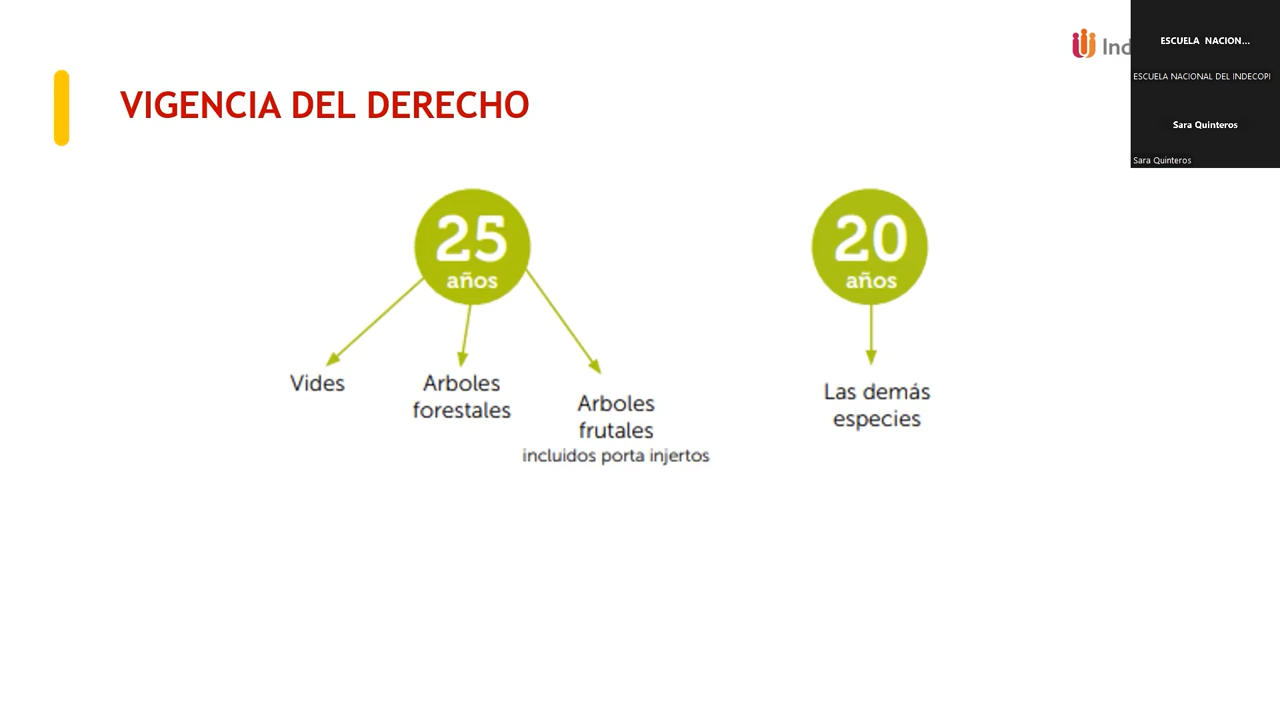 VIGENCIA DEL DERECHO
Ind
ESCUELA NACION...
ESCUELA NACIONAL DEL INDECOPI
Sara Quinteros
Sara Quinteros
25
años
20
años
Vides
Arboles
forestales
Arboles
frutales
incluidos porta injertos
Las demás
especies